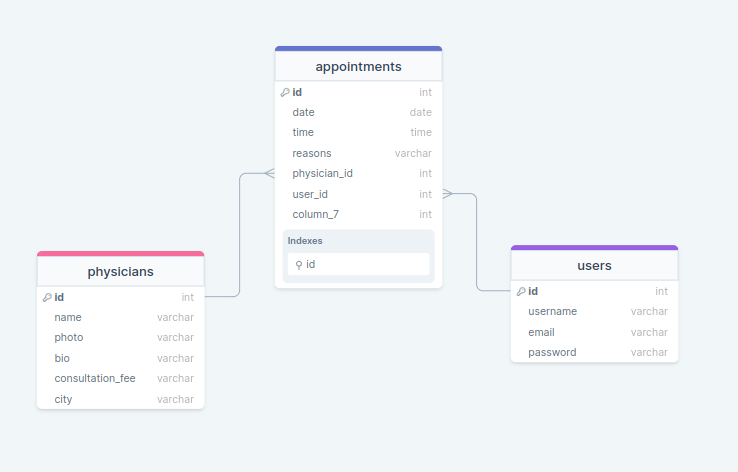 appointments
id int
date date
time time
reasons varchar
physician_id int
user_id int
column_7 int
Indexes
id
physicians
id int
name varchar
photo varchar
bio varchar
consultation_fee varchar
city varchar
users
id int
username varchar
email varchar
password varchar